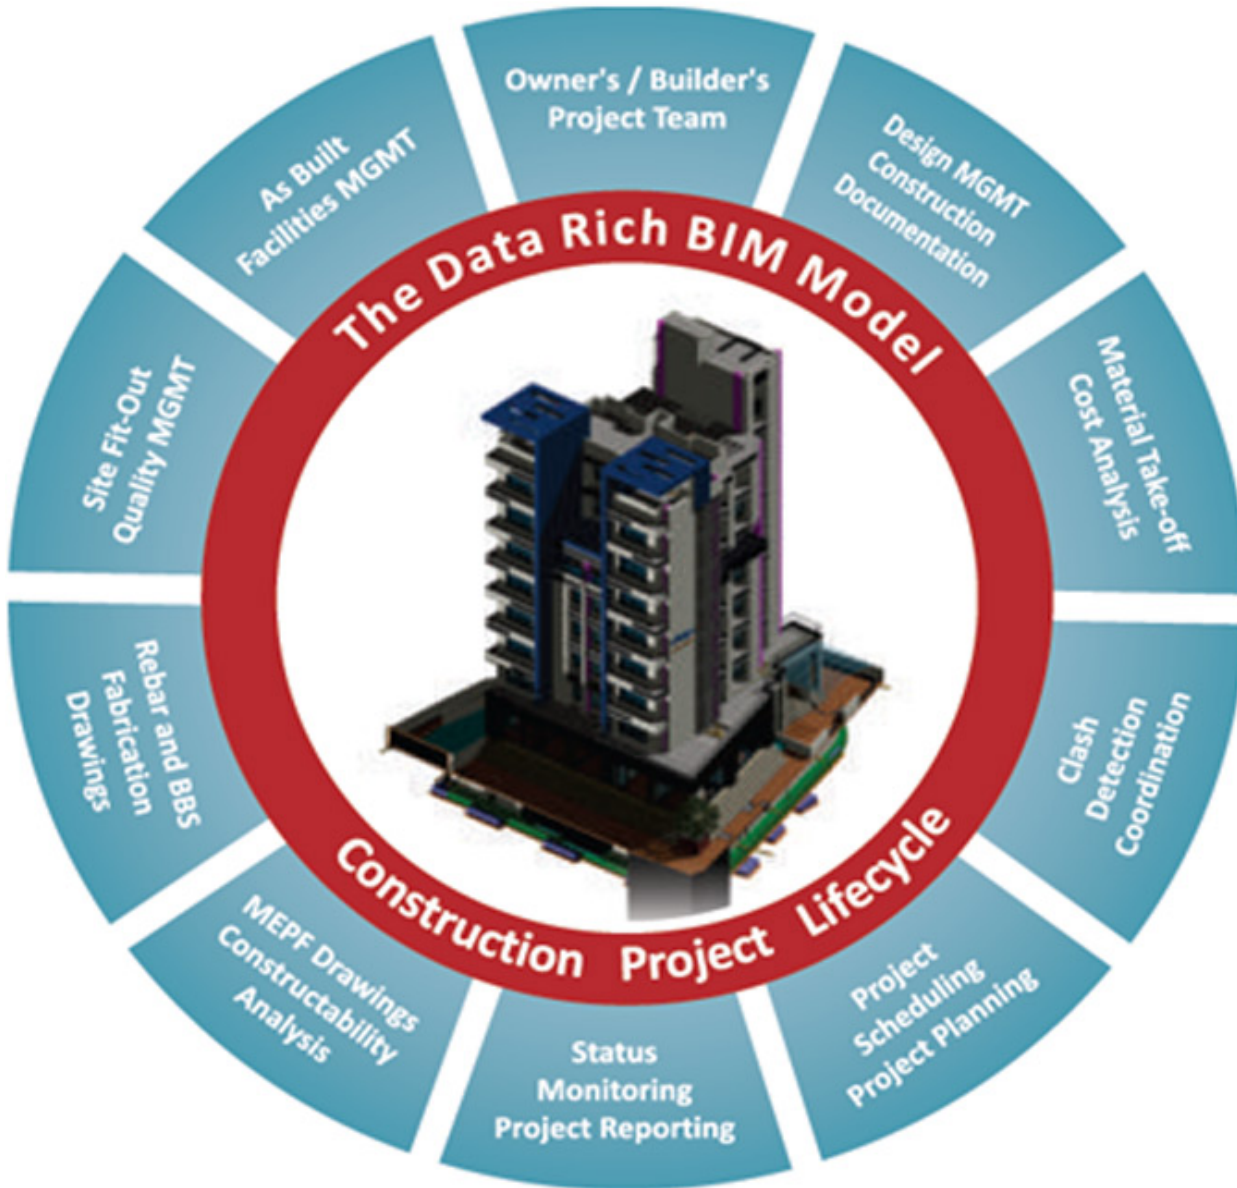 Owner's / Builder's
Project Team
Design MGMT
Construction
Documentation
Material Take-off
Cost Analysis
Clash
Detection
Coordination
Project
Scheduling
Project Planning
Status
Monitoring
Project Reporting
MEPF Drawings
Constructability
Analysis
Rebar and BBS
Fabrication
Drawings
Site Fit-Out
Quality MGMT
As Built
Facilities MGMT
The Data Rich BIM Model
Construction Project Lifecycle